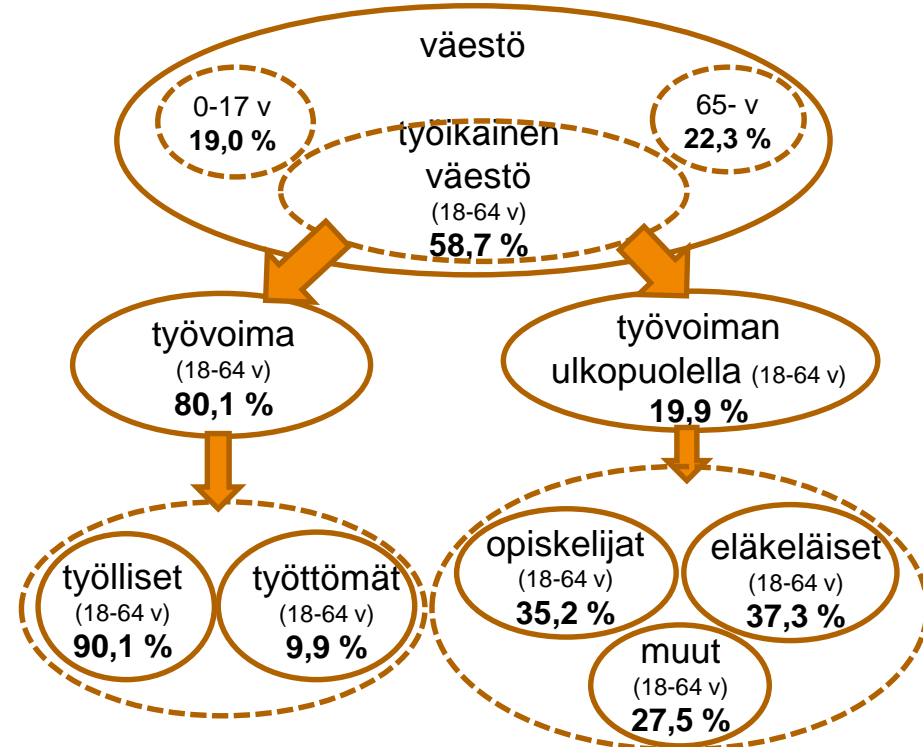 väestö
0-17 v
19,0 %
65- v
22,3 %
työikäinen
väestö
(18-64 v)
58,7 %
työvoima
(18-64 v)
80,1 %
työvoiman
ulkopuolella (18-64 v)
19,9 %
työlliset
(18-64 v)
90,1 %
työttömät
(18-64 v)
9,9 %
opiskelijat
(18-64 v)
35,2 %
eläkeläiset
(18-64 v)
37,3 %
muut
(18-64 v)
27,5 %